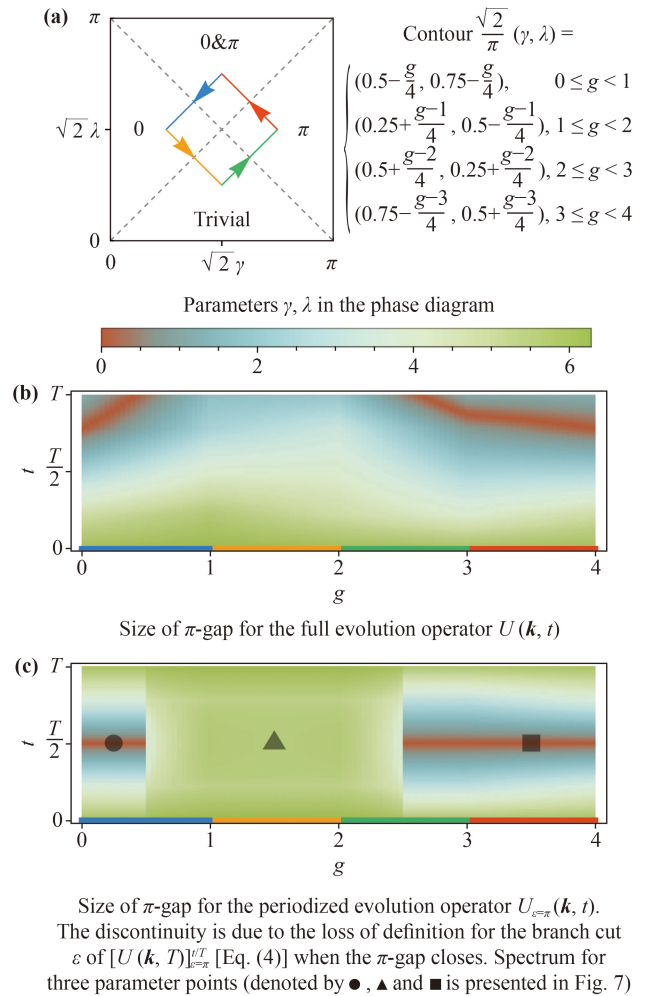 (a)
π
√2 λ
0
0
√2 γ
π
0&π
0
π
Trivial
Contour √2/π (γ, λ) =
(0.5−g/4, 0.75−g/4), 0 ≤ g < 1
(0.25+(g−1)/4, 0.5−(g−1)/4), 1 ≤ g < 2
(0.5+(g−2)/4, 0.25+(g−2)/4), 2 ≤ g < 3
(0.75−(g−3)/4, 0.5+(g−3)/4), 3 ≤ g < 4
Parameters γ, λ in the phase diagram
0 2 4 6
(b)
T
t T/2
0
0 1 2 3 4
g
Size of π-gap for the full evolution operator U (k, t)
(c)
T
t T/2
0
0 1 2 3 4
g
Size of π-gap for the periodized evolution operator U_{ε=π}(k, t).
The discontinuity is due to the loss of definition for the branch cut
ε of [U (k, T)]^{t/T}_{ε=π} [Eq. (4)] when the π-gap closes. Spectrum for
three parameter points (denoted by ●, ▲ and ■ is presented in Fig. 7)